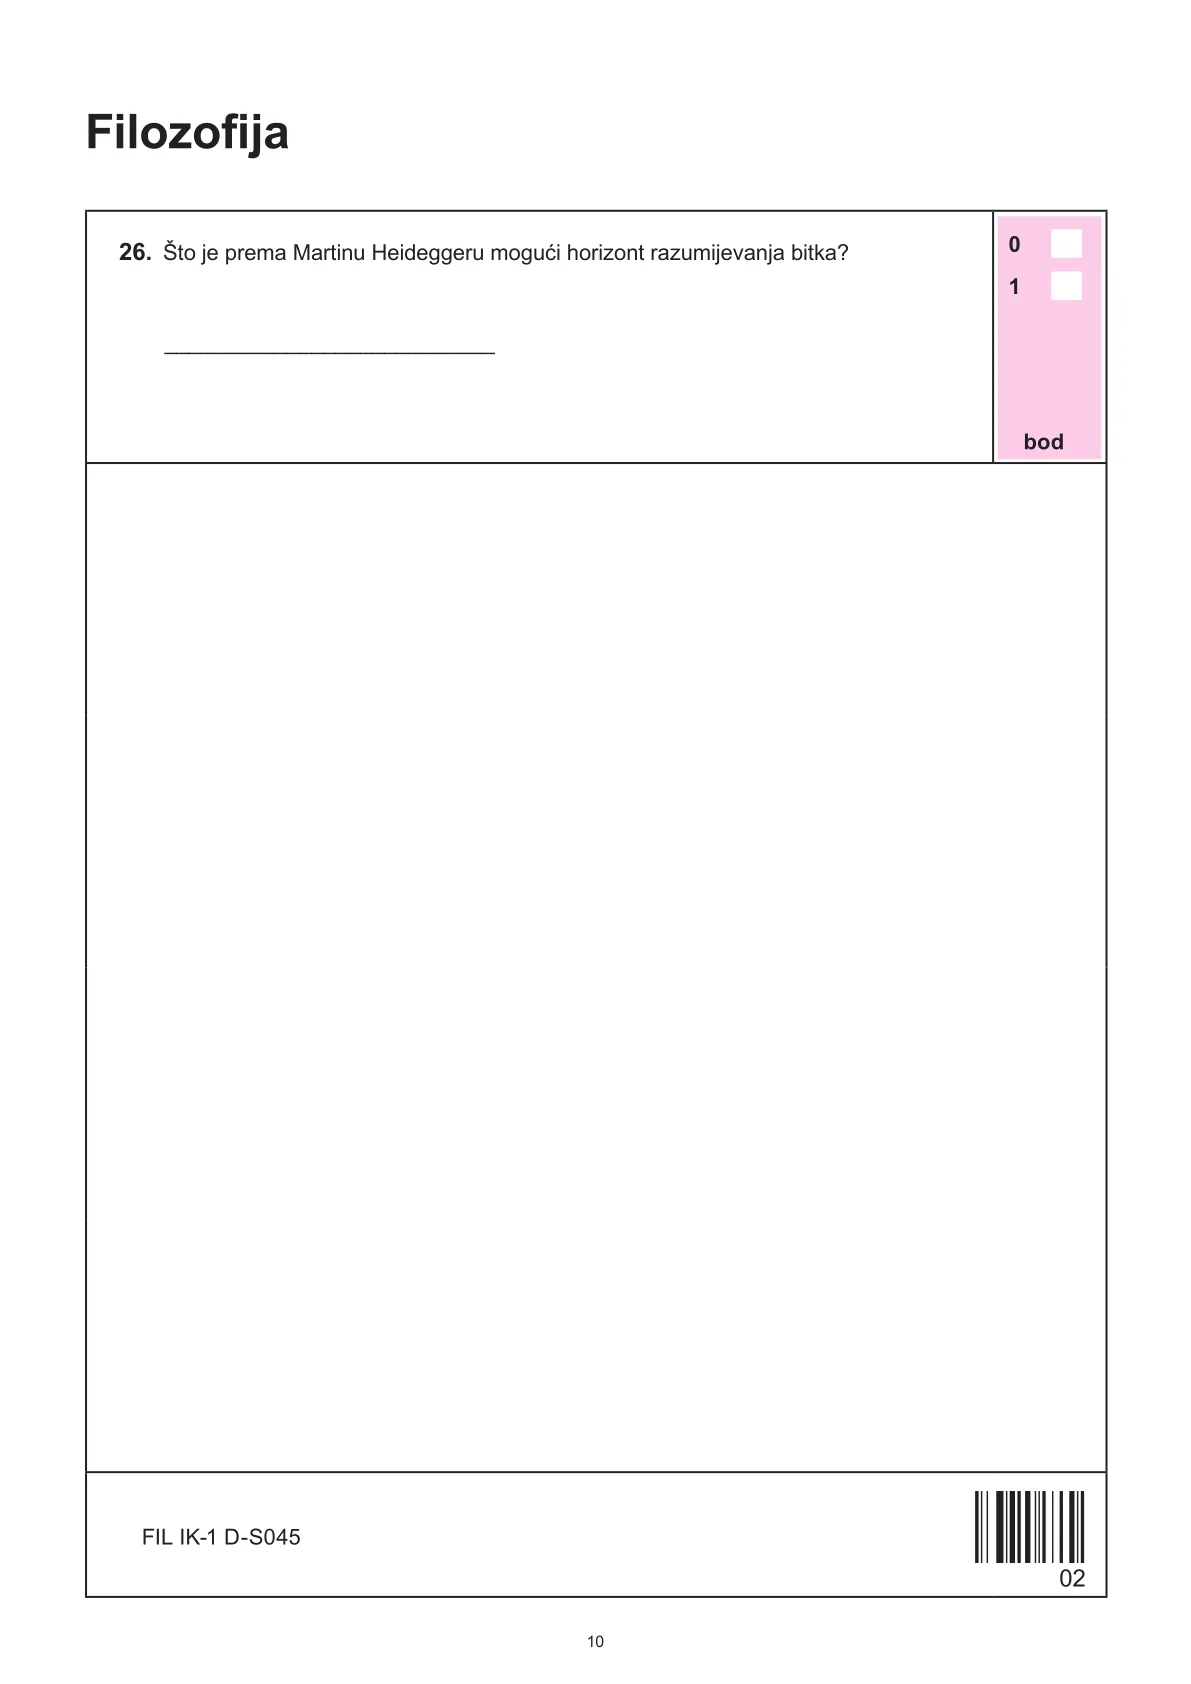 Filozofija
26. Što je prema Martinu Heideggeru mogući horizont razumijevanja bitka?
0
1
___________________________
bod
FIL IK-1 D-S045
02
10